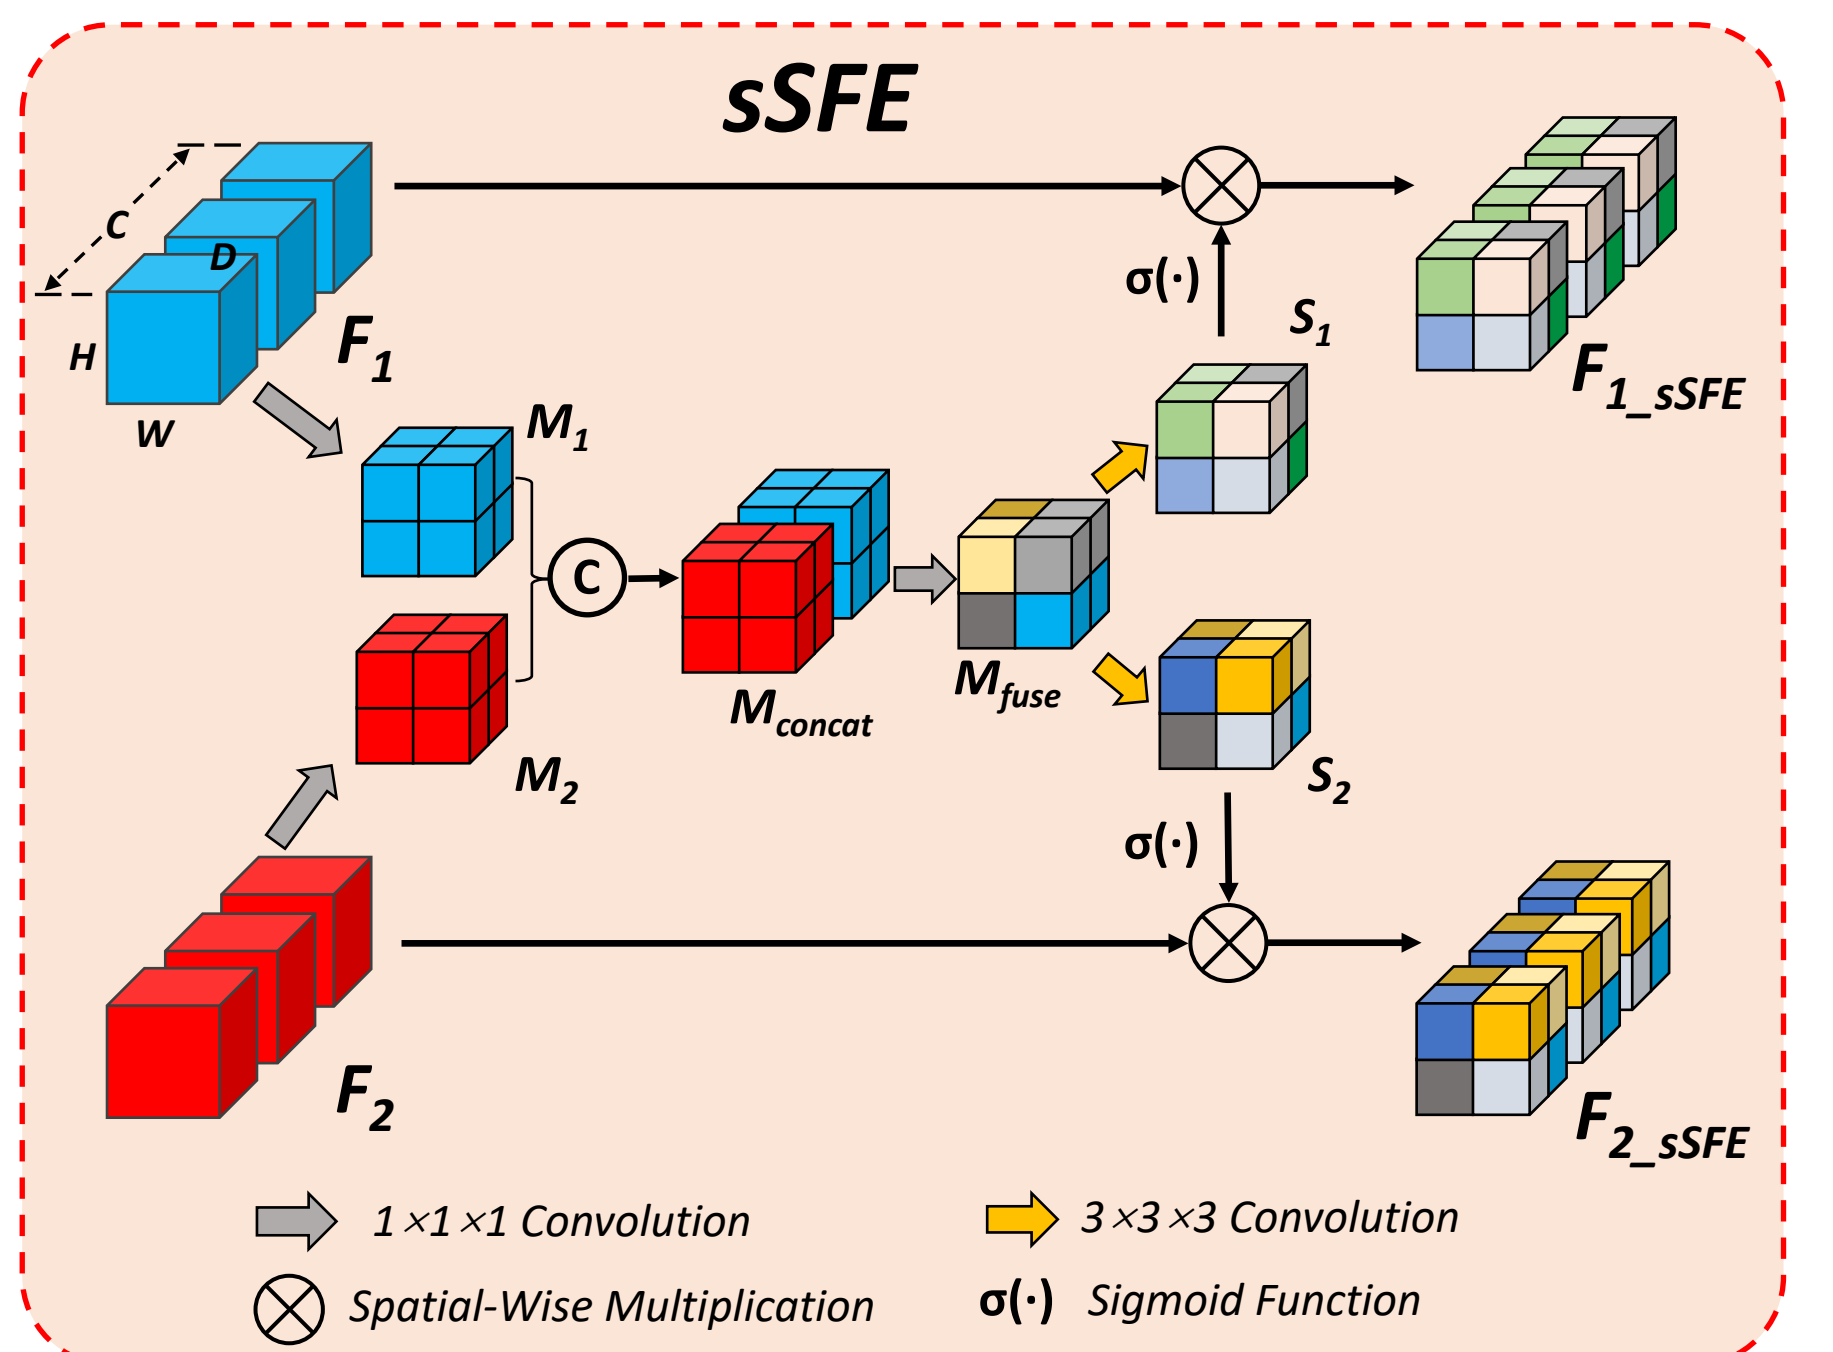 sSFE
C
D
H
W
F1
M1
C
M2
Mconcat
Mfuse
σ(·)
S1
F1_sSFE
S2
σ(·)
F2
F2_sSFE
1×1×1 Convolution
3×3×3 Convolution
Spatial-Wise Multiplication
σ(·) Sigmoid Function